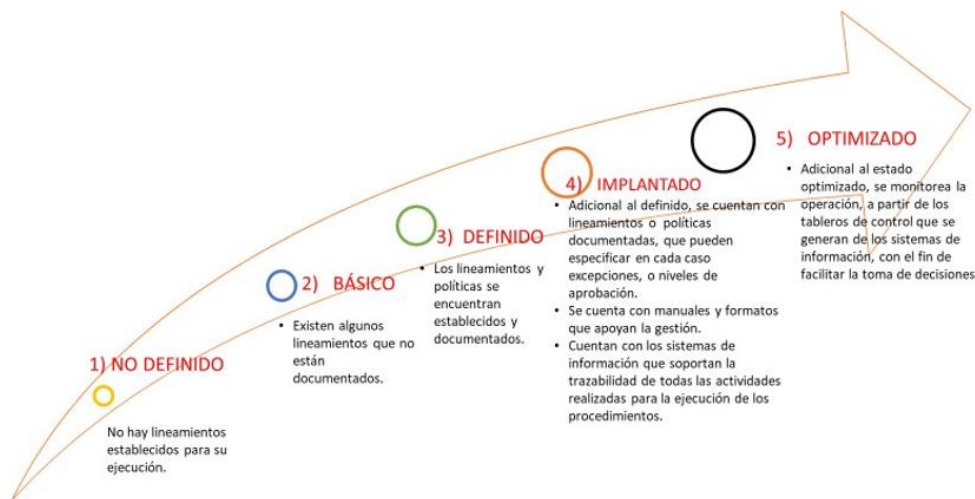 1) NO DEFINIDO
No hay lineamientos
establecidos para su
ejecución.
2) BÁSICO
• Existen algunos
lineamientos que no
están
documentados.
3) DEFINIDO
• Los lineamientos y
políticas se
encuentran
establecidos y
documentados.
4) IMPLANTADO
• Adicional al definido, se cuentan con
lineamientos o políticas
documentadas, que pueden
especificar en cada caso
excepciones, o niveles de
aprobación.
• Se cuenta con manuales y formatos
que apoyan la gestión.
• Cuentan con los sistemas de
información que soportan la
trazabilidad de todas las actividades
realizadas para la ejecución de los
procedimientos.
5) OPTIMIZADO
• Adicional al estado
optimizado, se monitorea la
operación, a partir de los
tableros de control que se
generan de los sistemas de
información, con el fin de
facilitar la toma de decisiones